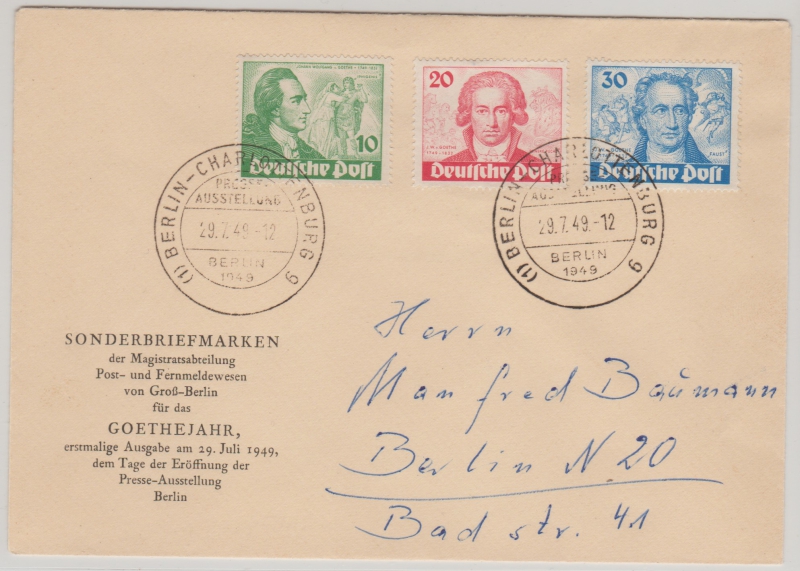 10
Deutsche Post
20
J.W.v.GOETHE
Deutsche Post
30
FAUST
Deutsche Post
(1) BERLIN-CHARLOTTENBURG 9
PRESSE
AUSSTELLUNG
29.7.49.-12
BERLIN
1949
(1) BERLIN-CHARLOTTENBURG 9
AUSSTELLUNG
29.7.49.-12
BERLIN
1949
SONDERBRIEFMARKEN
der Magistratsabteilung
Post- und Fernmeldewesen
von Groß-Berlin
für das
GOETHEJAHR,
erstmalige Ausgabe am 29. Juli 1949,
dem Tage der Eröffnung der
Presse-Ausstellung
Berlin
Herrn
Manfred Baumann
Berlin N 20
Bad str. 41